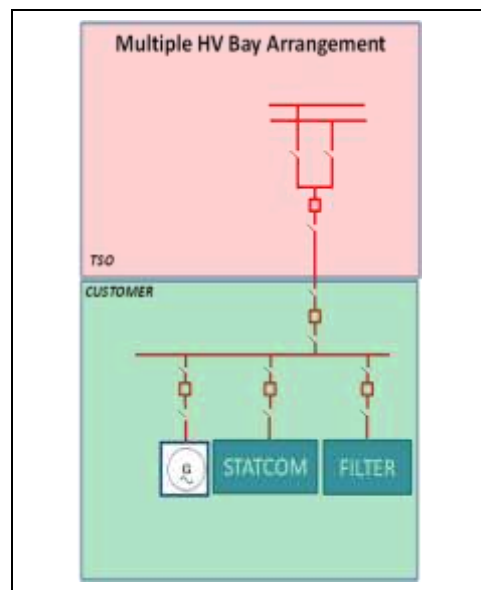 Multiple HV Bay Arrangement
TSO
CUSTOMER
G
STATCOM
FILTER